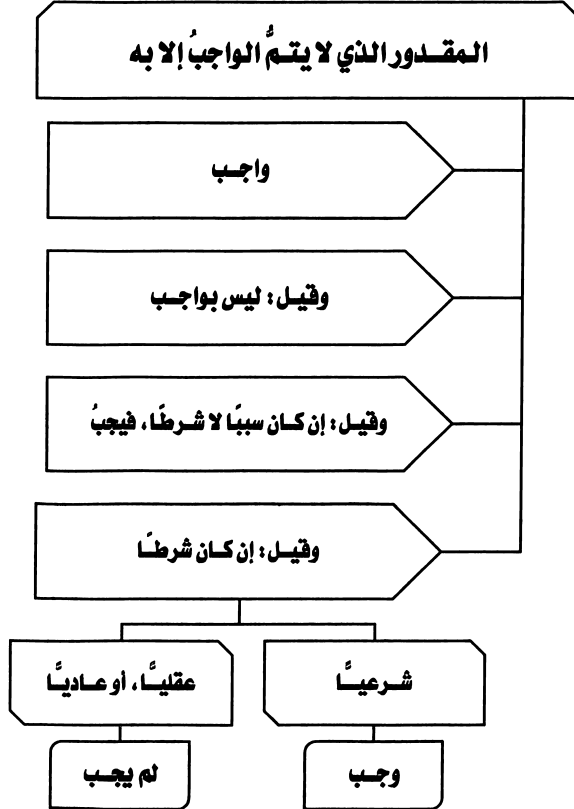 المقدور الذي لا يتمُّ الواجبُ إلا به
واجب
وقيل: ليس بواجب
وقيل: إن كان سببًا لا شرطًا، فيجبُ
وقيل: إن كان شرطًا
شرعيًّا
عقليًّا، أو عاديًّا
وجب
لم يجب